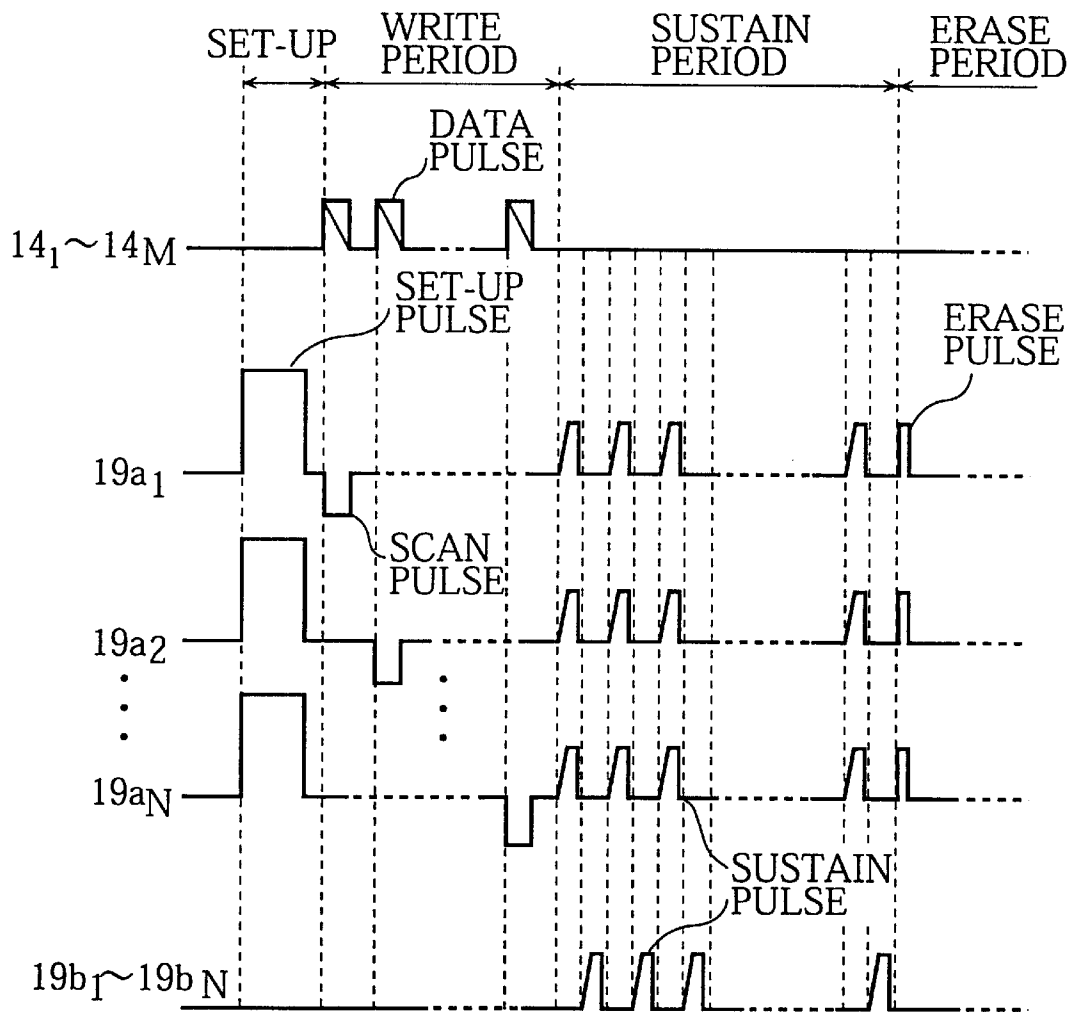 SET-UP
WRITE
PERIOD
SUSTAIN
PERIOD
ERASE
PERIOD
DATA
PULSE
14₁~14M
SET-UP
PULSE
ERASE
PULSE
19a₁
SCAN
PULSE
19a₂
19aN
SUSTAIN
PULSE
19b₁~19bN